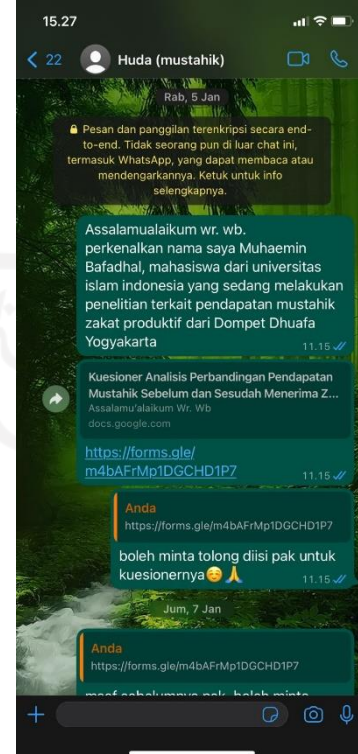 15.27
22
Huda (mustahik)
Rab, 5 Jan
Pesan dan panggilan terenkripsi secara end-
to-end. Tidak seorang pun di luar chat ini,
termasuk WhatsApp, yang dapat membaca atau
mendengarkannya. Ketuk untuk info
selengkapnya.
Assalamualaikum wr. wb.
perkenalkan nama saya Muhaemin
Bafadhal, mahasiswa dari universitas
islam indonesia yang sedang melakukan
penelitian terkait pendapatan mustahik
zakat produktif dari Dompet Dhuafa
Yogyakarta
11.15
Kuesioner Analisis Perbandingan Pendapatan
Mustahik Sebelum dan Sesudah Menerima Z...
Assalamu'alaikum Wr. Wb
docs.google.com
https://forms.gle/
m4bAFrMp1DGCHD1P7
11.15
Anda
https://forms.gle/m4bAFrMp1DGCHD1P7
boleh minta tolong diisi pak untuk
kuesionernya☺️🙏
11.15
Jum, 7 Jan
Anda
https://forms.gle/m4bAFrMp1DGCHD1P7
maaf sebelumnya pak, boleh minta